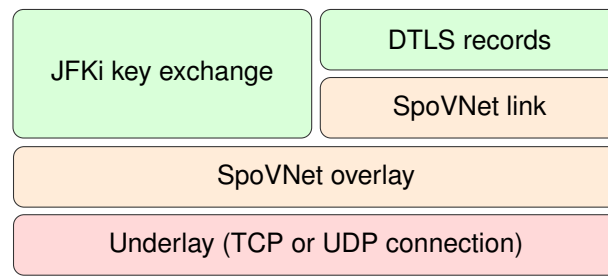 JFKi key exchange
DTLS records
SpoVNet link
SpoVNet overlay
Underlay (TCP or UDP connection)